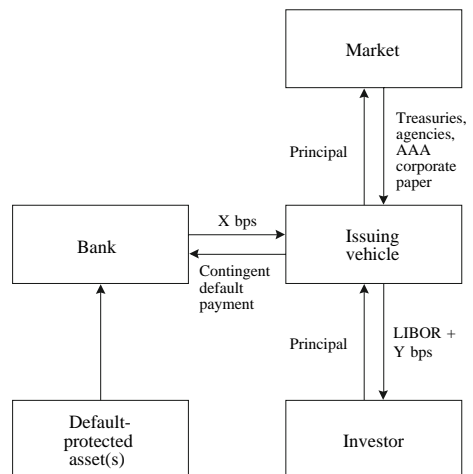 Market
Treasuries,
agencies,
AAA
corporate
paper
Principal
X bps
Bank
Issuing
vehicle
Contingent
default
payment
LIBOR +
Y bps
Principal
Default-
protected
asset(s)
Investor